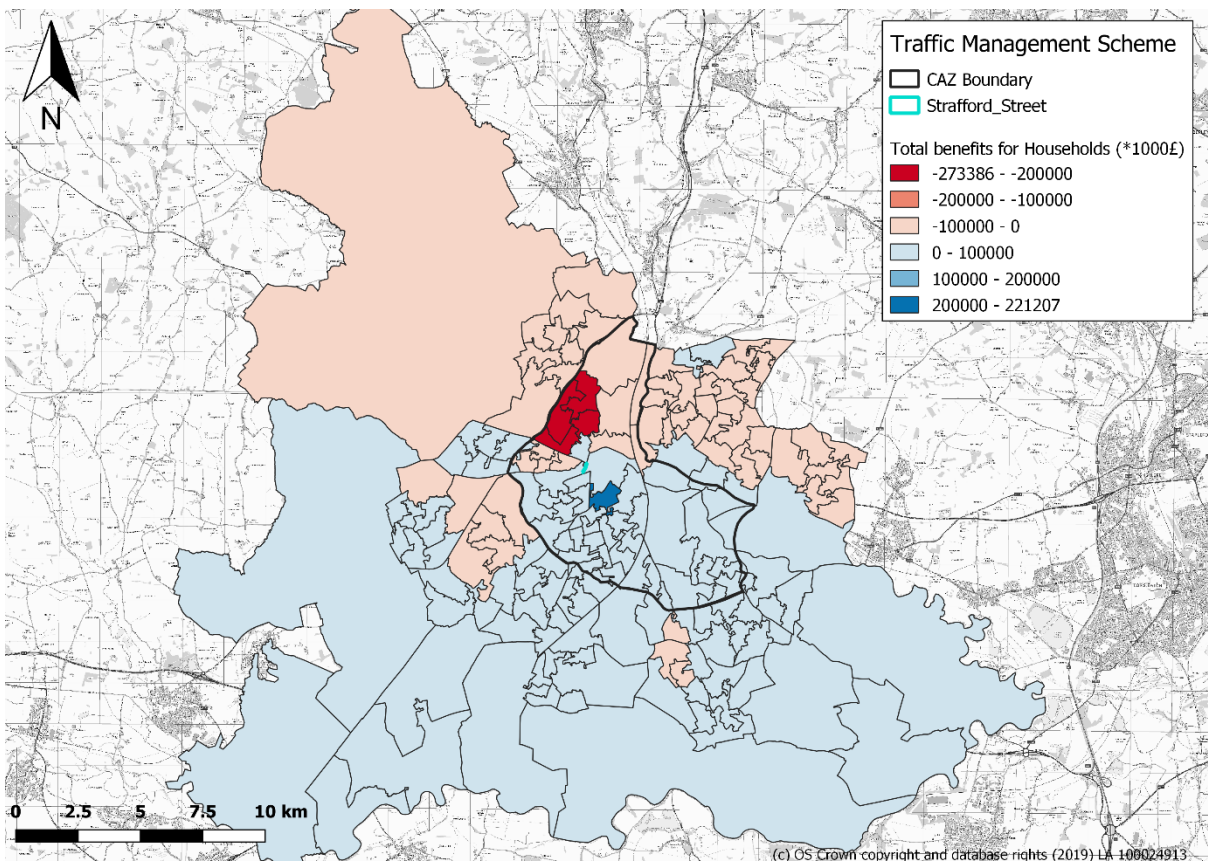 N
Traffic Management Scheme
CAZ Boundary
Strafford_Street
Total benefits for Households (*1000£)
-273386 - -200000
-200000 - -100000
-100000 - 0
0 - 100000
100000 - 200000
200000 - 221207
0 2.5 5 7.5 10 km
(c) OS Crown copyright and database rights (2019) LA 100024913